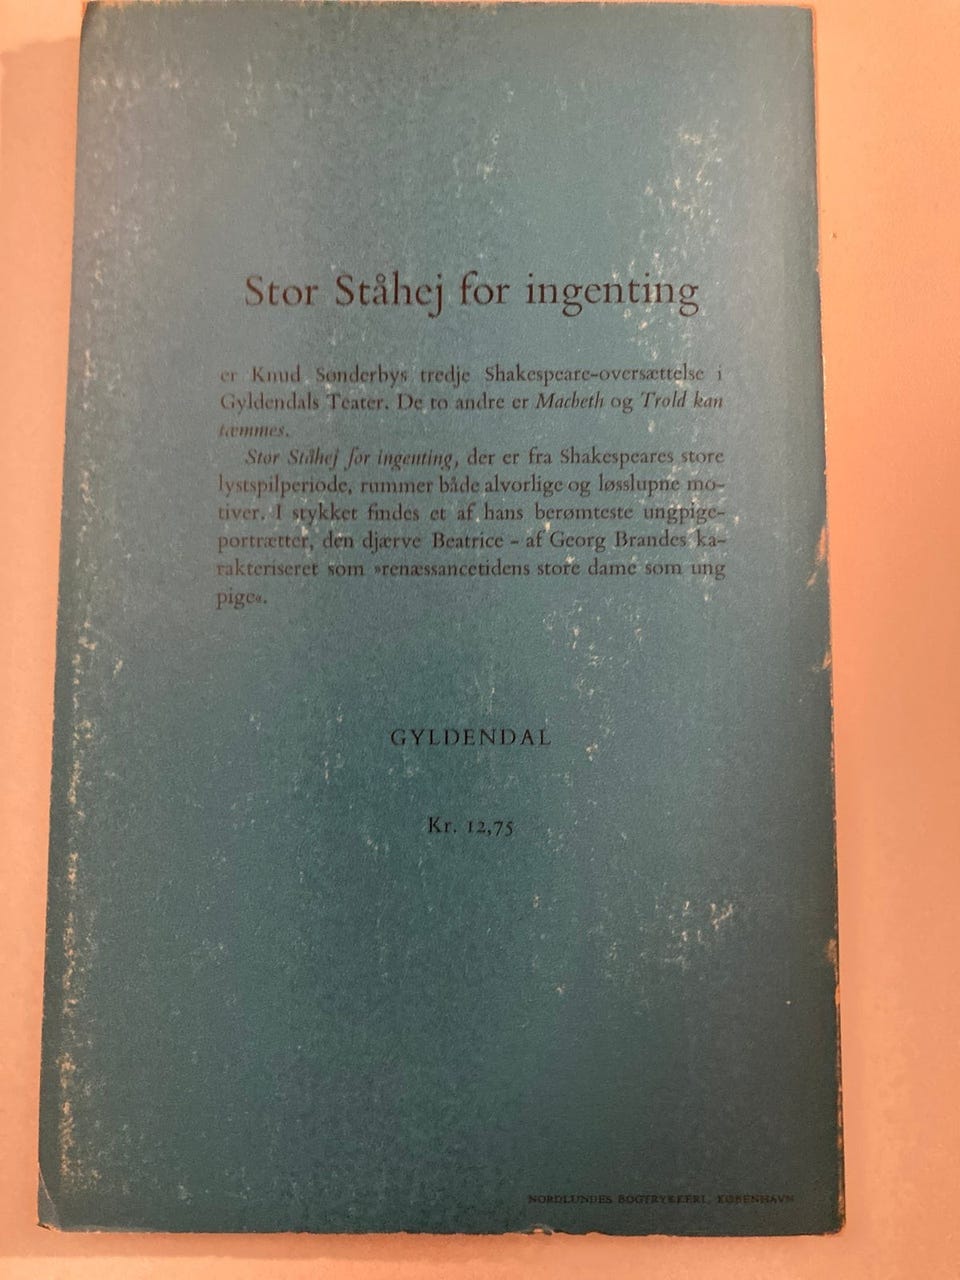 Stor Ståhej for ingenting
er Knud Sønderbys tredje Shakespeare-oversættelse i
Gyldendals Teater. De to andre er Macbeth og Trold kan
tæmmes.
Stor Ståhej for ingenting, der er fra Shakespeares store
lystspilperiode, rummer både alvorlige og løsslupne mo-
tiver. I stykket findes et af hans berømteste ungpige-
portrætter, den djærve Beatrice – af Georg Brandes ka-
rakteriseret som »renæssancetidens store dame som ung
pige«.
GYLDENDAL
Kr. 12,75
NORDLUNDES BOGTRYKKERI, KØBENHAVN